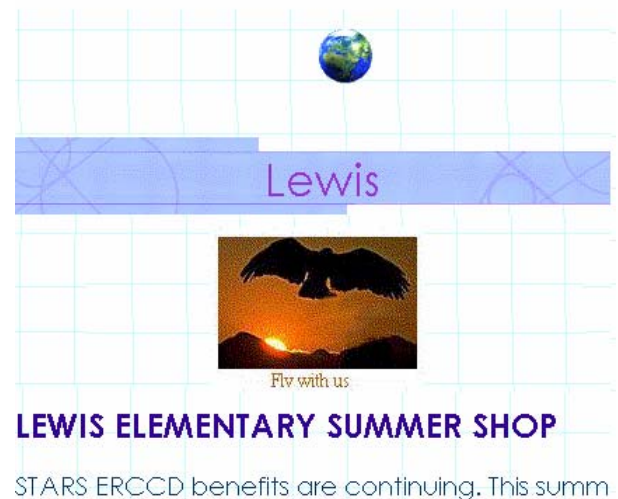 Lewis
Fly with us
LEWIS ELEMENTARY SUMMER SHOP
STARS ERCCD benefits are continuing. This summ